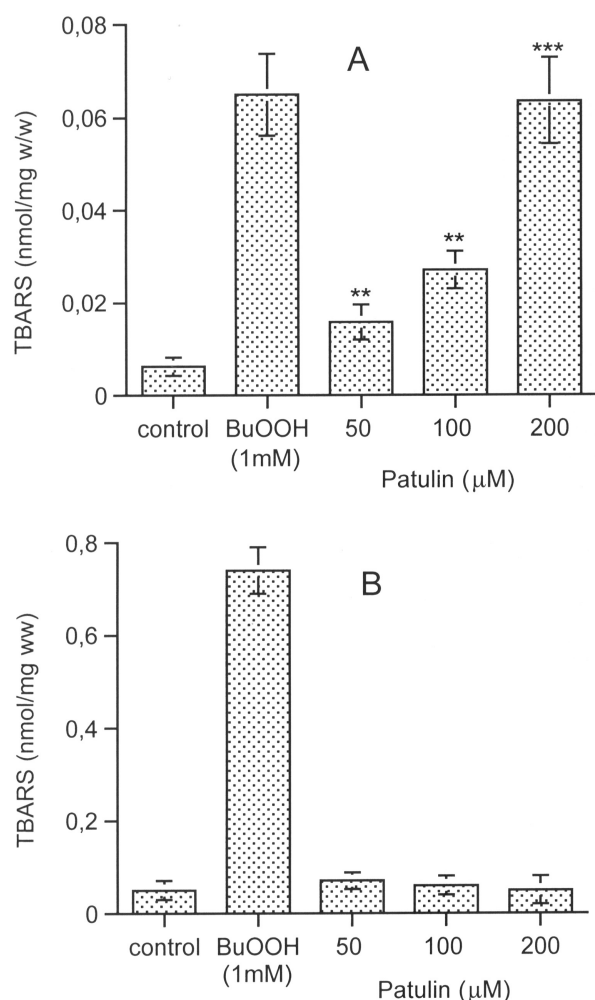 0,08
0,06
0,04
0,02
0
TBARS (nmol/mg w/w)
A
**
**
***
control BuOOH 50 100 200
(1mM)
Patulin (μM)
0,8
0,6
0,4
0,2
0
TBARS (nmol/mg ww)
B
control BuOOH 50 100 200
(1mM)
Patulin (μM)